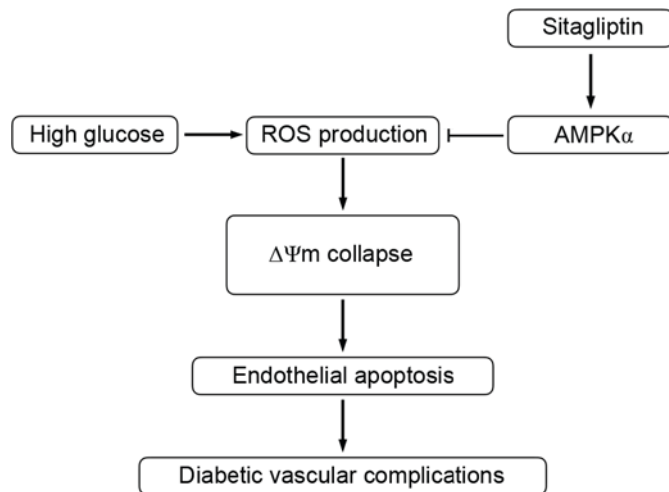 Sitagliptin
High glucose
ROS production
AMPKα
ΔΨm collapse
Endothelial apoptosis
Diabetic vascular complications